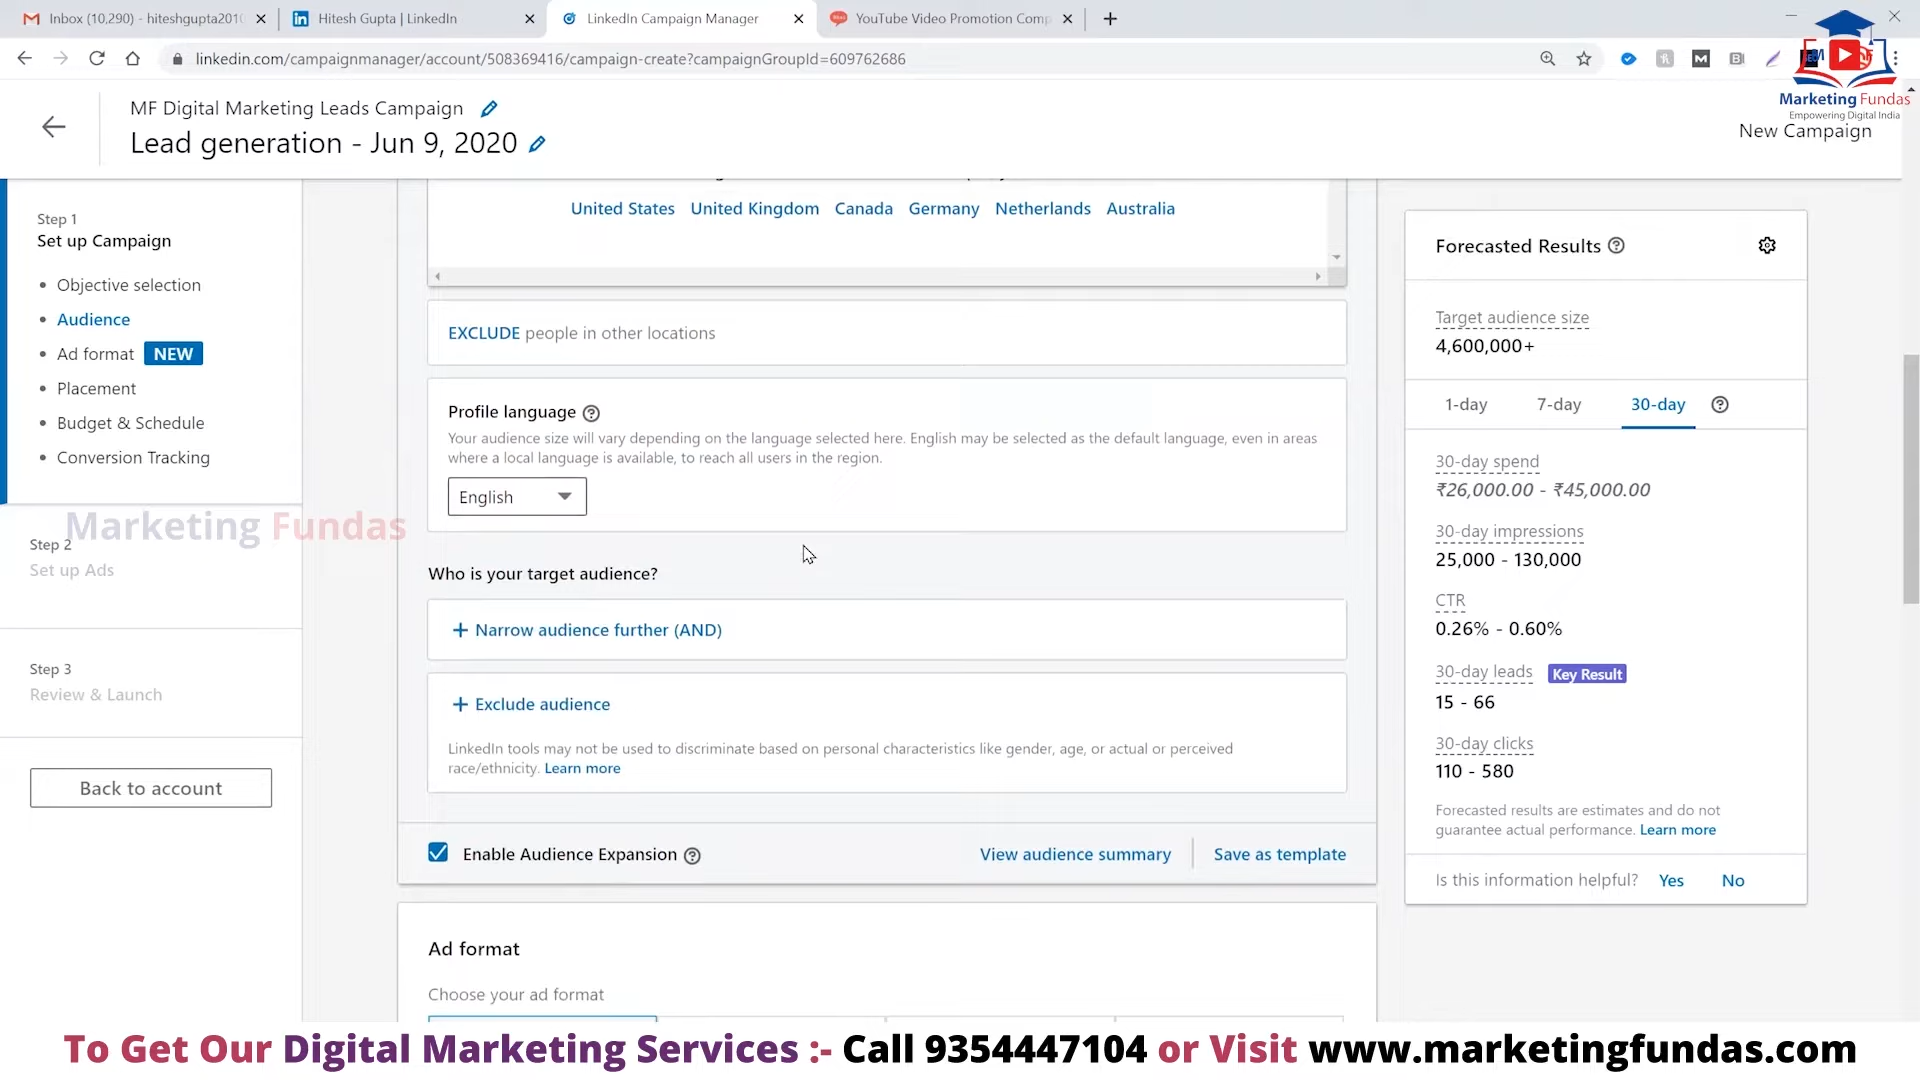 Inbox (10,290) - hiteshgupta201
Hitesh Gupta | LinkedIn
LinkedIn Campaign Manager
YouTube Video Promotion Comp
linkedin.com/campaignmanager/account/508369416/campaign-create?campaignGroupId=609762686
Marketing Fundas
Empowering Digital India
MF Digital Marketing Leads Campaign
Lead generation - Jun 9, 2020
New Campaign
Step 1
Set up Campaign
Objective selection
Audience
Ad format NEW
Placement
Budget & Schedule
Conversion Tracking
Marketing Fundas
Step 2
Set up Ads
Step 3
Review & Launch
Back to account
United States United Kingdom Canada Germany Netherlands Australia
EXCLUDE people in other locations
Profile language
Your audience size will vary depending on the language selected here. English may be selected as the default language, even in areas
where a local language is available, to reach all users in the region.
English
Who is your target audience?
+ Narrow audience further (AND)
+ Exclude audience
LinkedIn tools may not be used to discriminate based on personal characteristics like gender, age, or actual or perceived
race/ethnicity. Learn more
Enable Audience Expansion
View audience summary
Save as template
Ad format
Choose your ad format
Forecasted Results
Target audience size
4,600,000+
1-day 7-day 30-day
30-day spend
₹26,000.00 - ₹45,000.00
30-day impressions
25,000 - 130,000
CTR
0.26% - 0.60%
30-day leads Key Result
15 - 66
30-day clicks
110 - 580
Forecasted results are estimates and do not
guarantee actual performance. Learn more
Is this information helpful? Yes No
To Get Our Digital Marketing Services :- Call 9354447104 or Visit www.marketingfundas.com